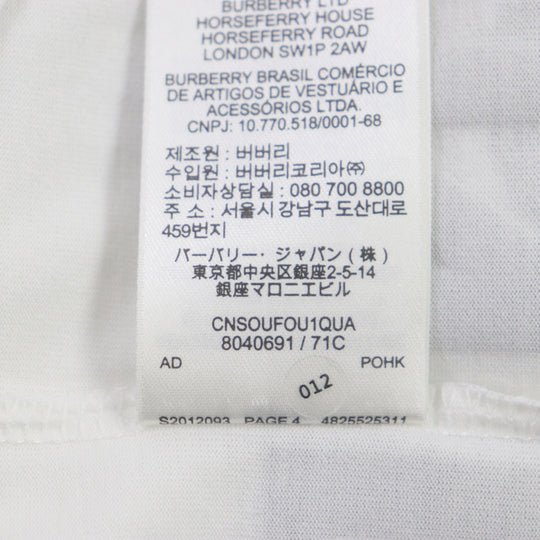 BURBERRY LTD
HORSEFERRY HOUSE
HORSEFERRY ROAD
LONDON SW1P 2AW
BURBERRY BRASIL COMÉRCIO
DE ARTIGOS DE VESTUÁRIO E
ACESSÓRIOS LTDA.
CNPJ: 10.770.518/0001-68
제조원 : 버버리
수입원 : 버버리코리아㈜
소비자상담실 : 080 700 8800
주 소 : 서울시 강남구 도산대로
459번지
バーバリー・ジャパン(株)
東京都中央区銀座2-5-14
銀座マロニエビル
CNSOUFOU1QUA
8040691 / 71C
AD POHK
012
S2012093 PAGE 4 4825525311